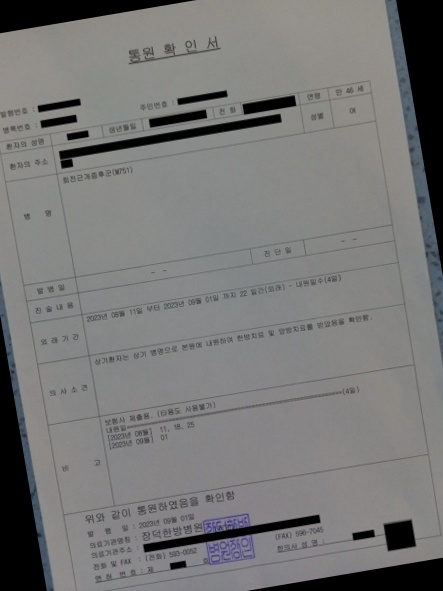 통원확인서
발행번호 :
주민번호 :
병록번호 :
환자의 성명
생년월일
전 화
연령
만 46 세
환자의 주소
성별
여
병 명
회전근개증후군(M751)
발 병 일
- -
진 단 일
- -
진 술 내 용
외 래 기 간
2023년 08월 11일 부터 2023년 09월 01일 까지 22 일간(외래) - 내원일수(4일)
의 사 소 견
상기환자는 상기 병명으로 본원에 내원하여 한방치료 및 양방치료를 받았음을 확인함.
비 고
보험사 제출용. (타용도 사용불가)
내원일==================================================(4일)
[2023년 08월] 11, 18, 25
[2023년 09월] 01
위와 같이 통원하였음을 확인함
발 행 일 : 2023년 09월 01일
의료기관명칭 : 장덕한방병원
의료기관주소 :
전화 및 FAX : (전화) 593-0052 (FAX) 596-7045
면 허 번 호 : 제 호 한의사 성 명 :